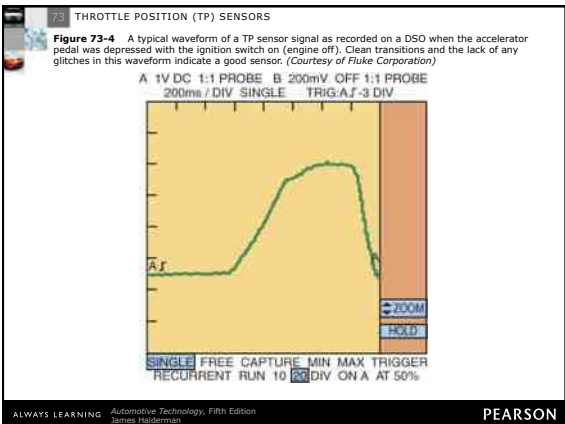 73 THROTTLE POSITION (TP) SENSORS
Figure 73-4 A typical waveform of a TP sensor signal as recorded on a DSO when the accelerator
pedal was depressed with the ignition switch on (engine off). Clean transitions and the lack of any
glitches in this waveform indicate a good sensor. (Courtesy of Fluke Corporation)
A 1V DC 1:1 PROBE B 200mV OFF 1:1 PROBE
200ms / DIV SINGLE TRIG:A∫-3 DIV
A
A
ZOOM
HOLD
SINGLE FREE CAPTURE MIN MAX TRIGGER
RECURRENT RUN 10 20 DIV ON A AT 50%
ALWAYS LEARNING
Automotive Technology, Fifth Edition
James Halderman
PEARSON